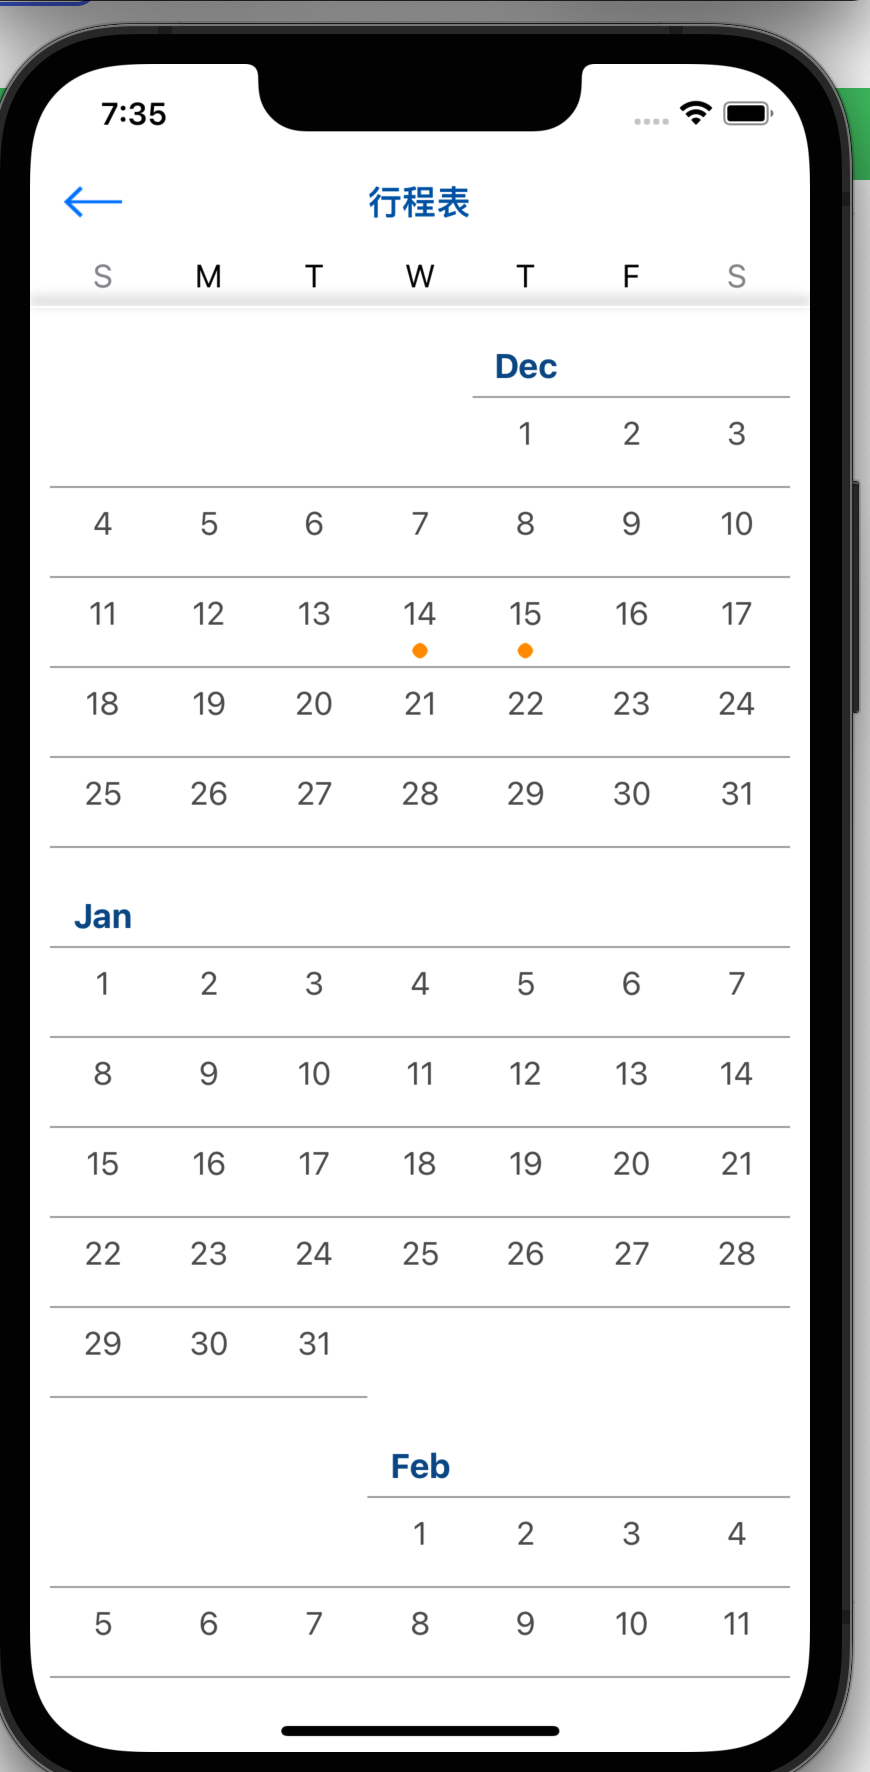 7:35
行程表
S M T W T F S
Dec
1 2 3
4 5 6 7 8 9 10
11 12 13 14 15 16 17
18 19 20 21 22 23 24
25 26 27 28 29 30 31
Jan
1 2 3 4 5 6 7
8 9 10 11 12 13 14
15 16 17 18 19 20 21
22 23 24 25 26 27 28
29 30 31
Feb
1 2 3 4
5 6 7 8 9 10 11